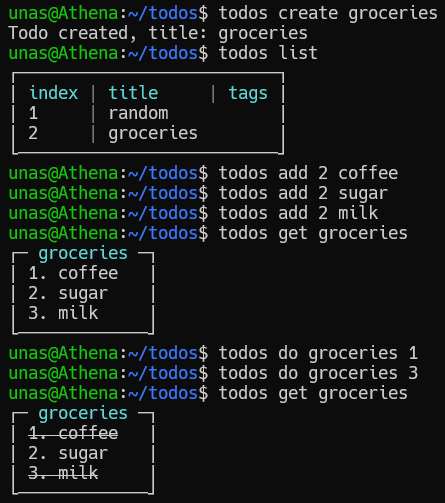 unas@Athena:~/todos$ todos create groceries
Todo created, title: groceries
unas@Athena:~/todos$ todos list
index | title | tags
1 | random
2 | groceries
unas@Athena:~/todos$ todos add 2 coffee
unas@Athena:~/todos$ todos add 2 sugar
unas@Athena:~/todos$ todos add 2 milk
unas@Athena:~/todos$ todos get groceries
groceries
1. coffee
2. sugar
3. milk
unas@Athena:~/todos$ todos do groceries 1
unas@Athena:~/todos$ todos do groceries 3
unas@Athena:~/todos$ todos get groceries
groceries
1. coffee
2. sugar
3. milk